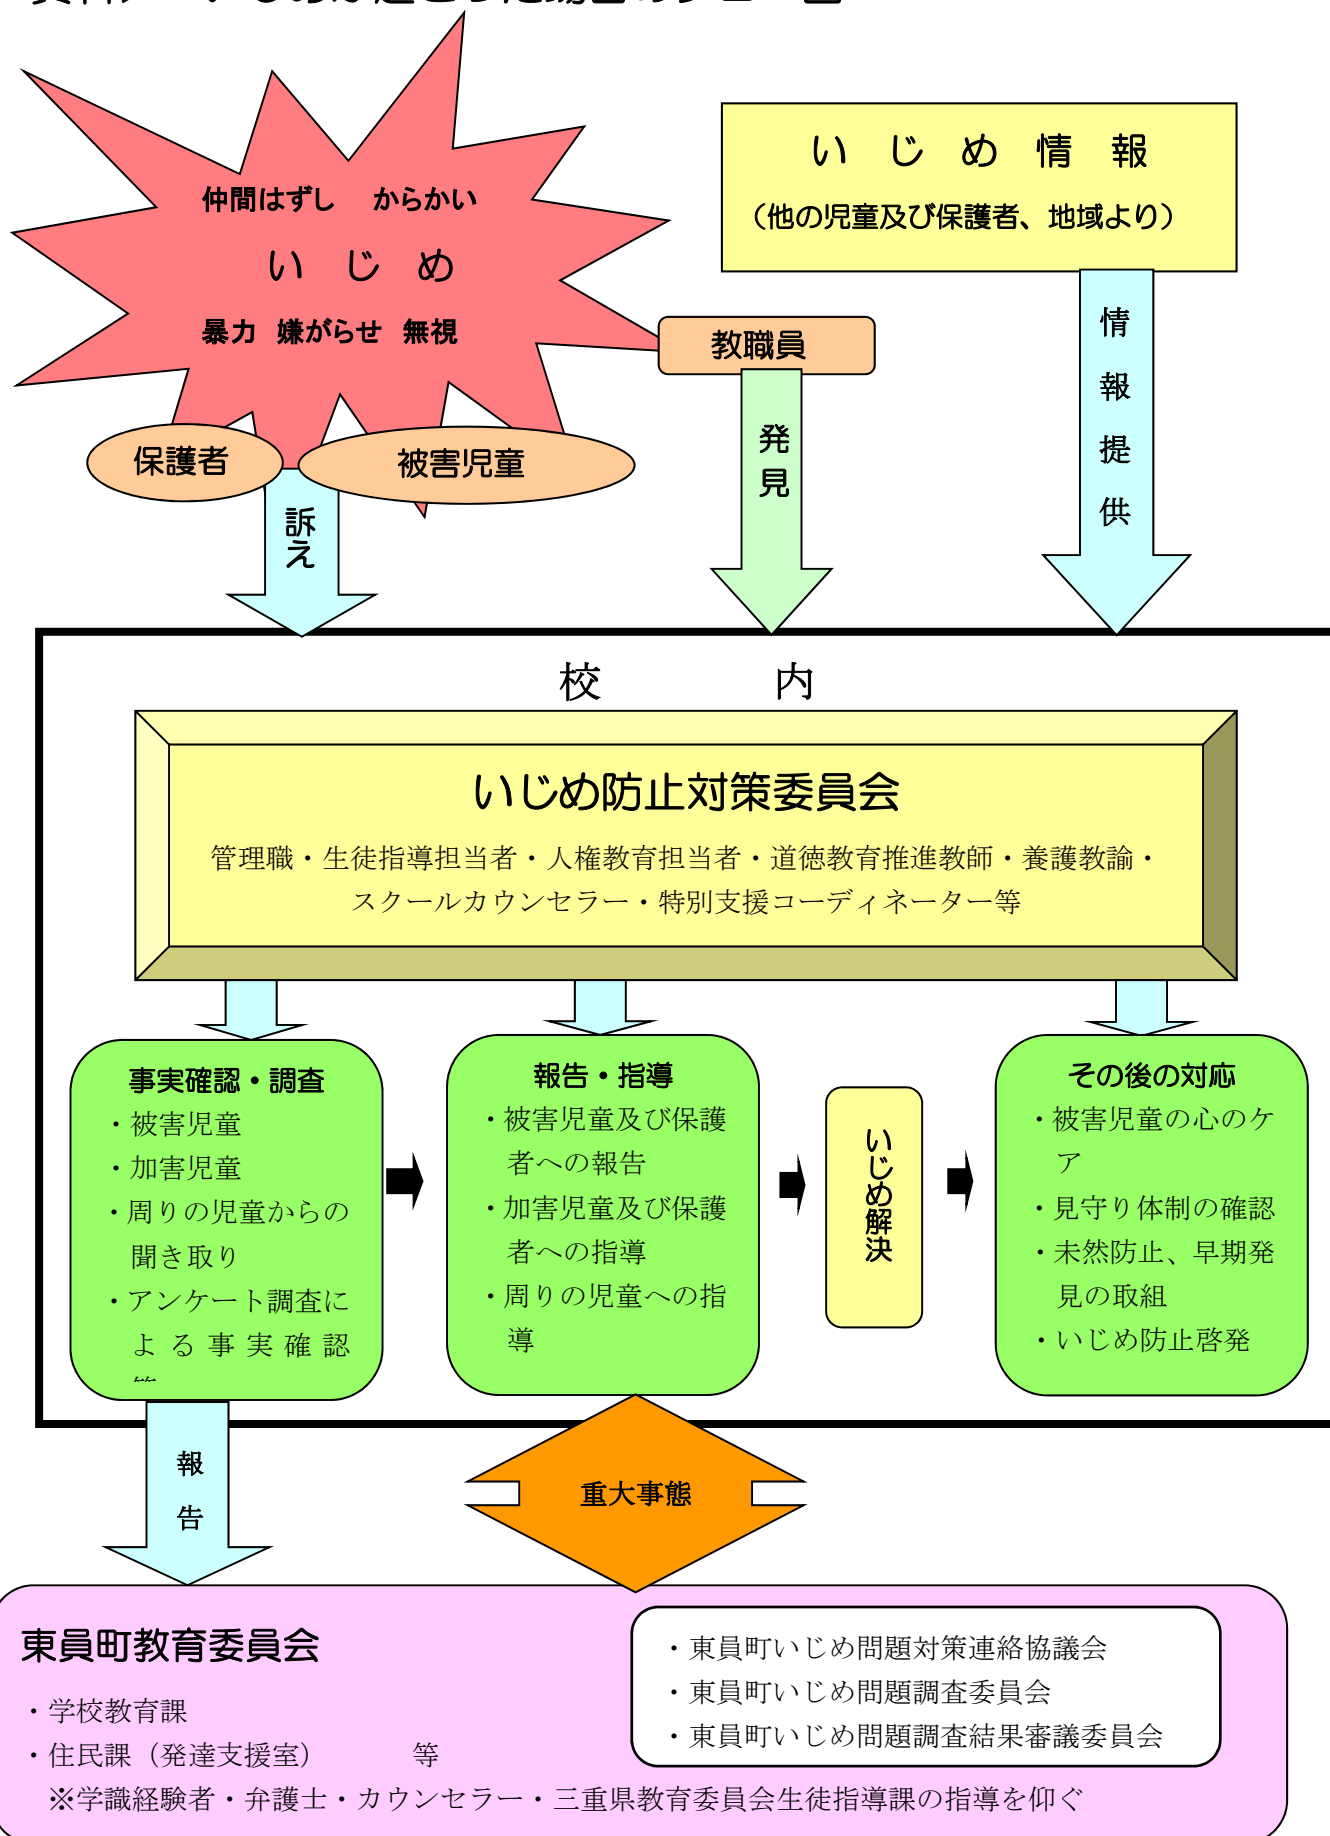 仲間はずし からかい
い じ め
暴力 嫌がらせ 無視
い じ め 情 報
（他の児童及び保護者、地域より）
教職員
保護者
被害児童
訴え
発見
情報提供
校 内
いじめ防止対策委員会
管理職・生徒指導担当者・人権教育担当者・道徳教育推進教師・養護教諭・
スクールカウンセラー・特別支援コーディネーター等
事実確認・調査
・被害児童
・加害児童
・周りの児童からの
聞き取り
・アンケート調査に
よる事実確認
報告・指導
・被害児童及び保護
者への報告
・加害児童及び保護
者への指導
・周りの児童への指
導
いじめ解決
その後の対応
・被害児童の心のケ
ア
・見守り体制の確認
・未然防止、早期発
見の取組
・いじめ防止啓発
報告
重大事態
東員町教育委員会
・学校教育課
・住民課（発達支援室） 等
※学識経験者・弁護士・カウンセラー・三重県教育委員会生徒指導課の指導を仰ぐ
・東員町いじめ問題対策連絡協議会
・東員町いじめ問題調査委員会
・東員町いじめ問題調査結果審議委員会